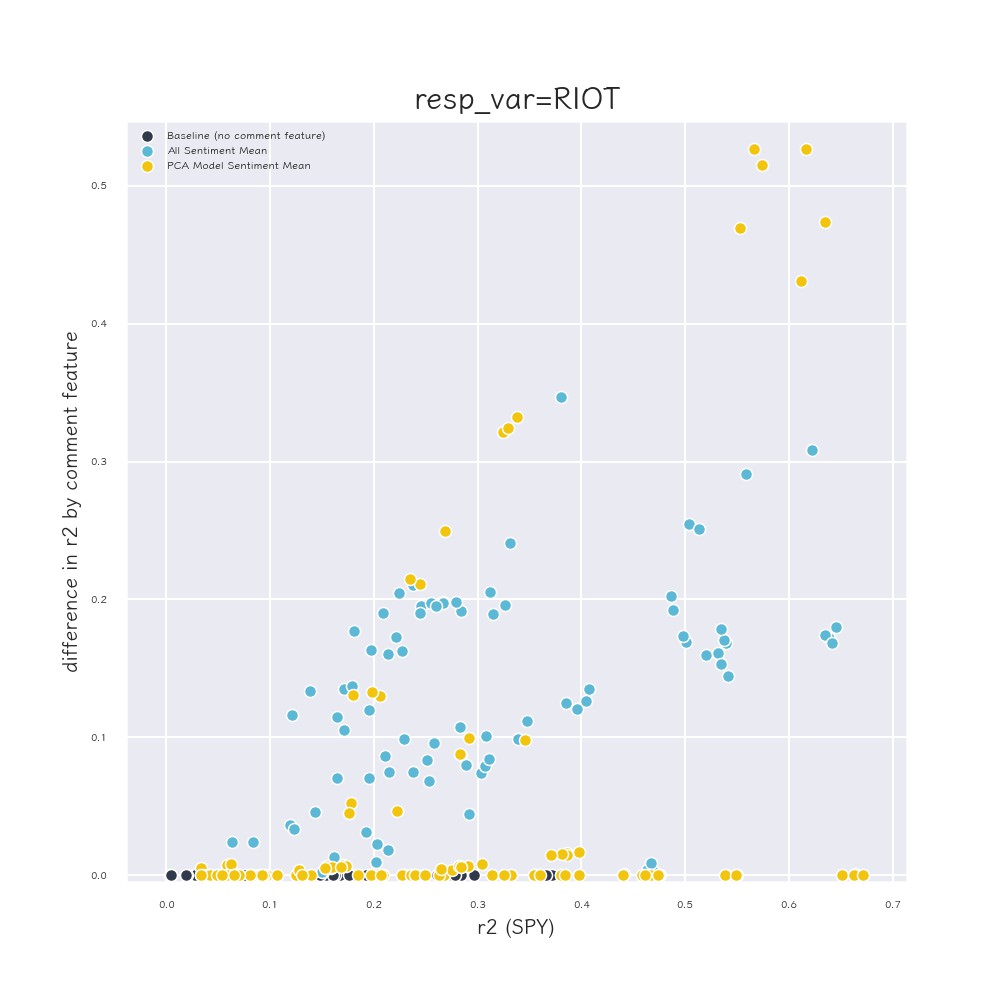 resp_var=RIOT
Baseline (no comment feature)
All Sentiment Mean
PCA Model Sentiment Mean
difference in r2 by comment feature
0.5
0.4
0.3
0.2
0.1
0.0
0.0 0.1 0.2 0.3 0.4 0.5 0.6 0.7
r2 (SPY)